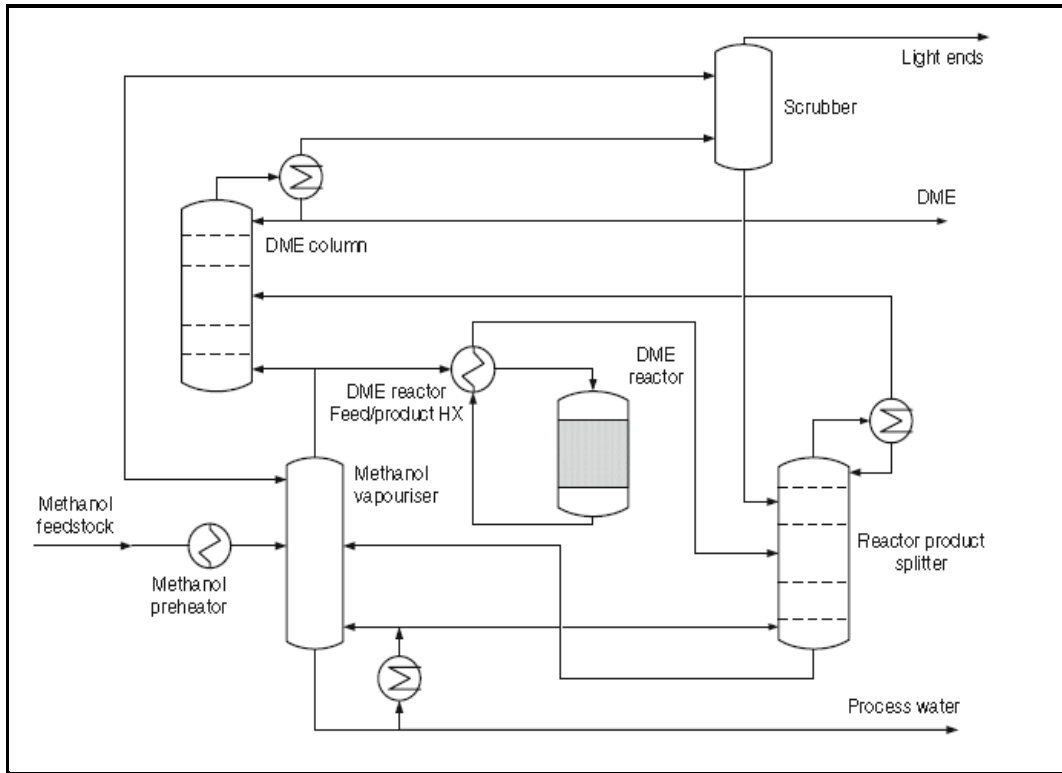 Light ends
Scrubber
DME
DME column
DME reactor
Feed/product HX
DME
reactor
Methanol
vapouriser
Methanol
feedstock
Methanol
preheator
Reactor product
splitter
Process water